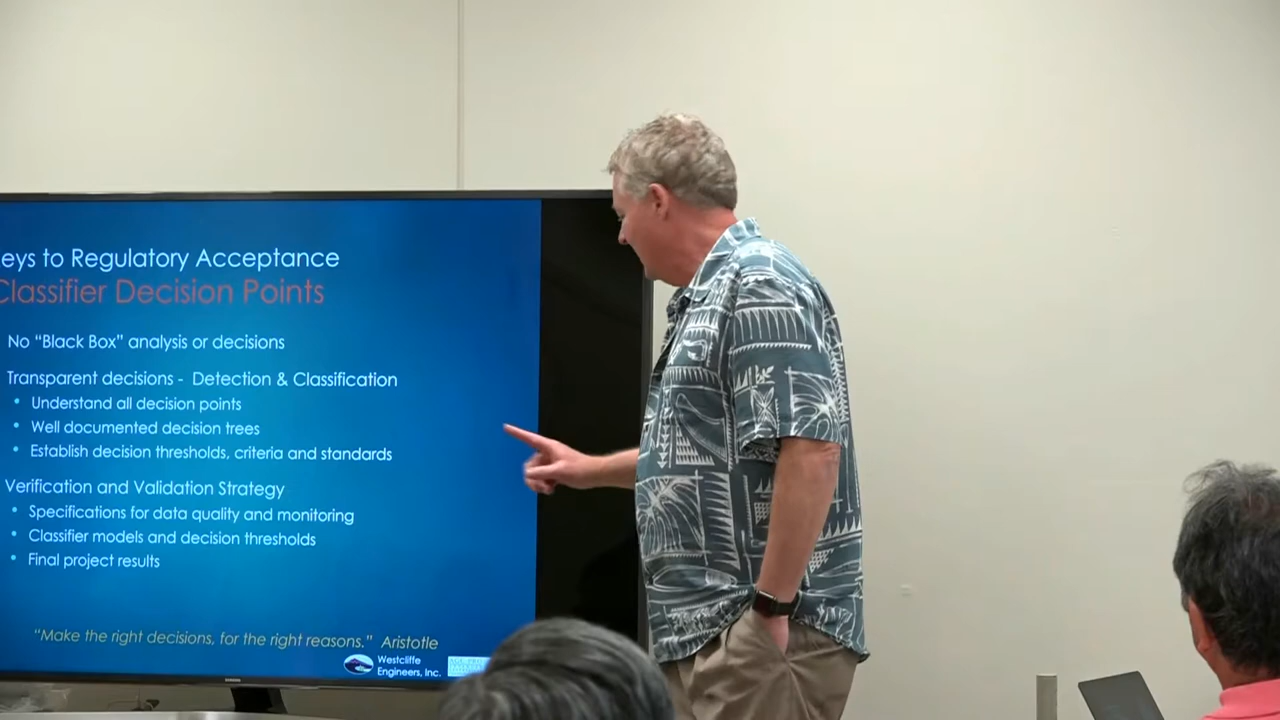 eys to Regulatory Acceptance
Classifier Decision Points
No “Black Box” analysis or decisions
Transparent decisions - Detection & Classification
• Understand all decision points
• Well documented decision trees
• Establish decision thresholds, criteria and standards
Verification and Validation Strategy
• Specifications for data quality and monitoring
• Classifier models and decision thresholds
• Final project results
“Make the right decisions, for the right reasons.” Aristotle
Westcliffe
Engineers, Inc.
SAMSUNG